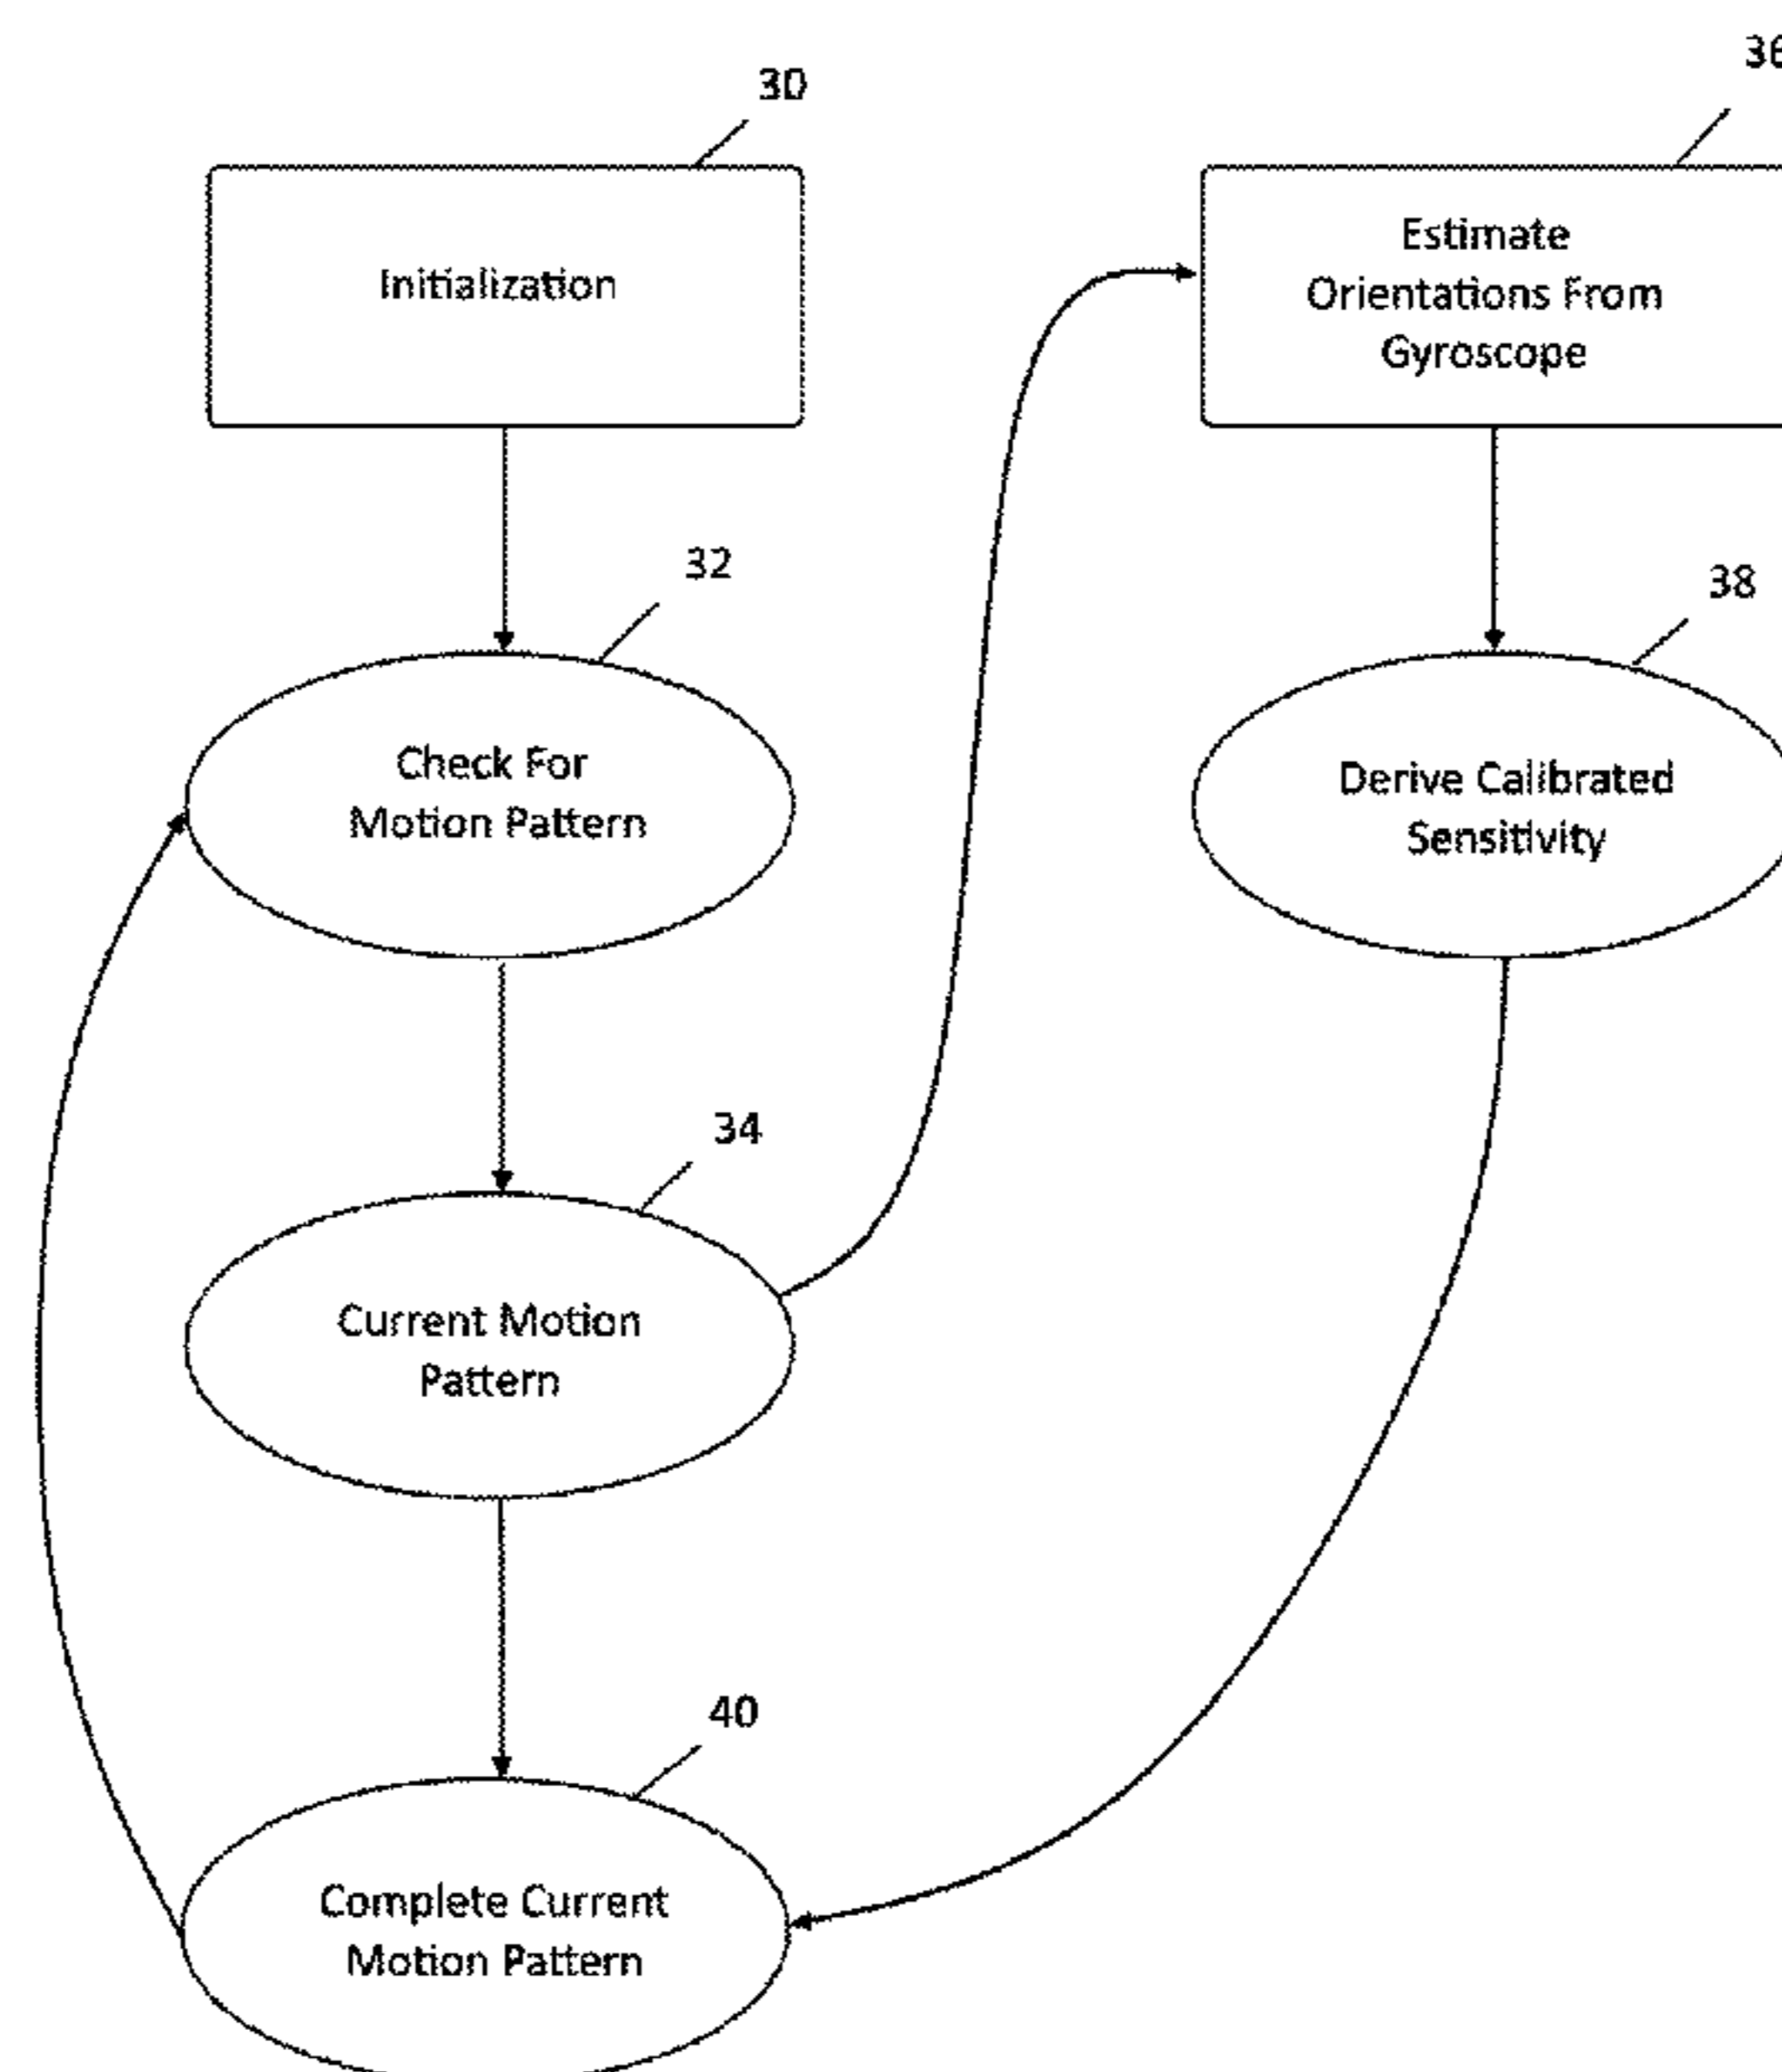 30
Initialization
32
Check For
Motion Pattern
34
Current Motion
Pattern
40
Complete Current
Motion Pattern
36
Estimate
Orientations From
Gyroscope
38
Derive Calibrated
Sensitivity